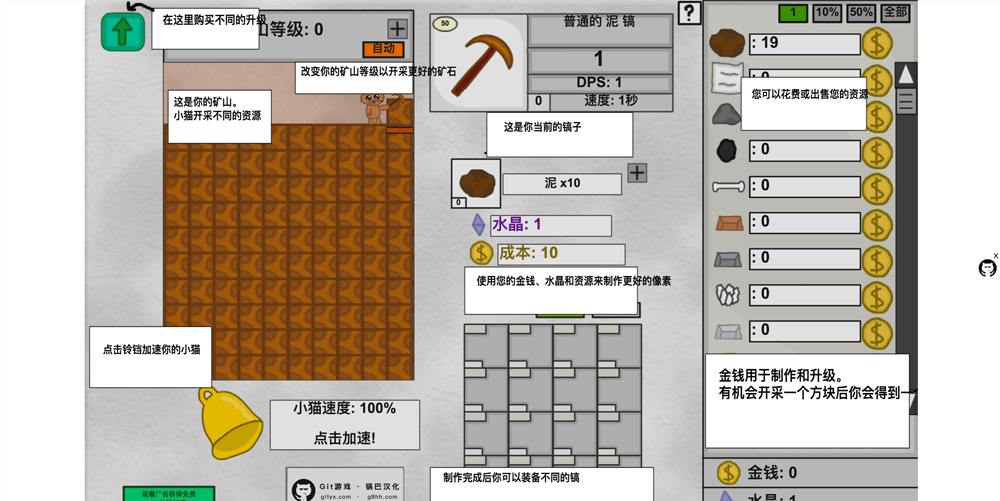 在这里购买不同的升级
山等级: 0
自动
改变你的矿山等级以开采更好的矿石
这是你的矿山。
小猫开采不同的资源
点击铃铛加速你的小猫
小猫速度: 100%
点击加速!
观看广告获得免费
Git游戏 · 锅巴汉化
gityx.com · g8hh.com
50
普通的 泥 镐
1
DPS: 1
0
速度: 1秒
?
这是你当前的镐子
0
泥 x10
水晶: 1
成本: 10
使用您的金钱、水晶和资源来制作更好的像素
制作完成后你可以装备不同的镐
1
10%
50%
全部
: 19
您可以花费或出售您的资源
: 0
: 0
: 0
: 0
: 0
: 0
金钱用于制作和升级。
有机会开采一个方块后你会得到一
金钱: 0
水晶: 1
X